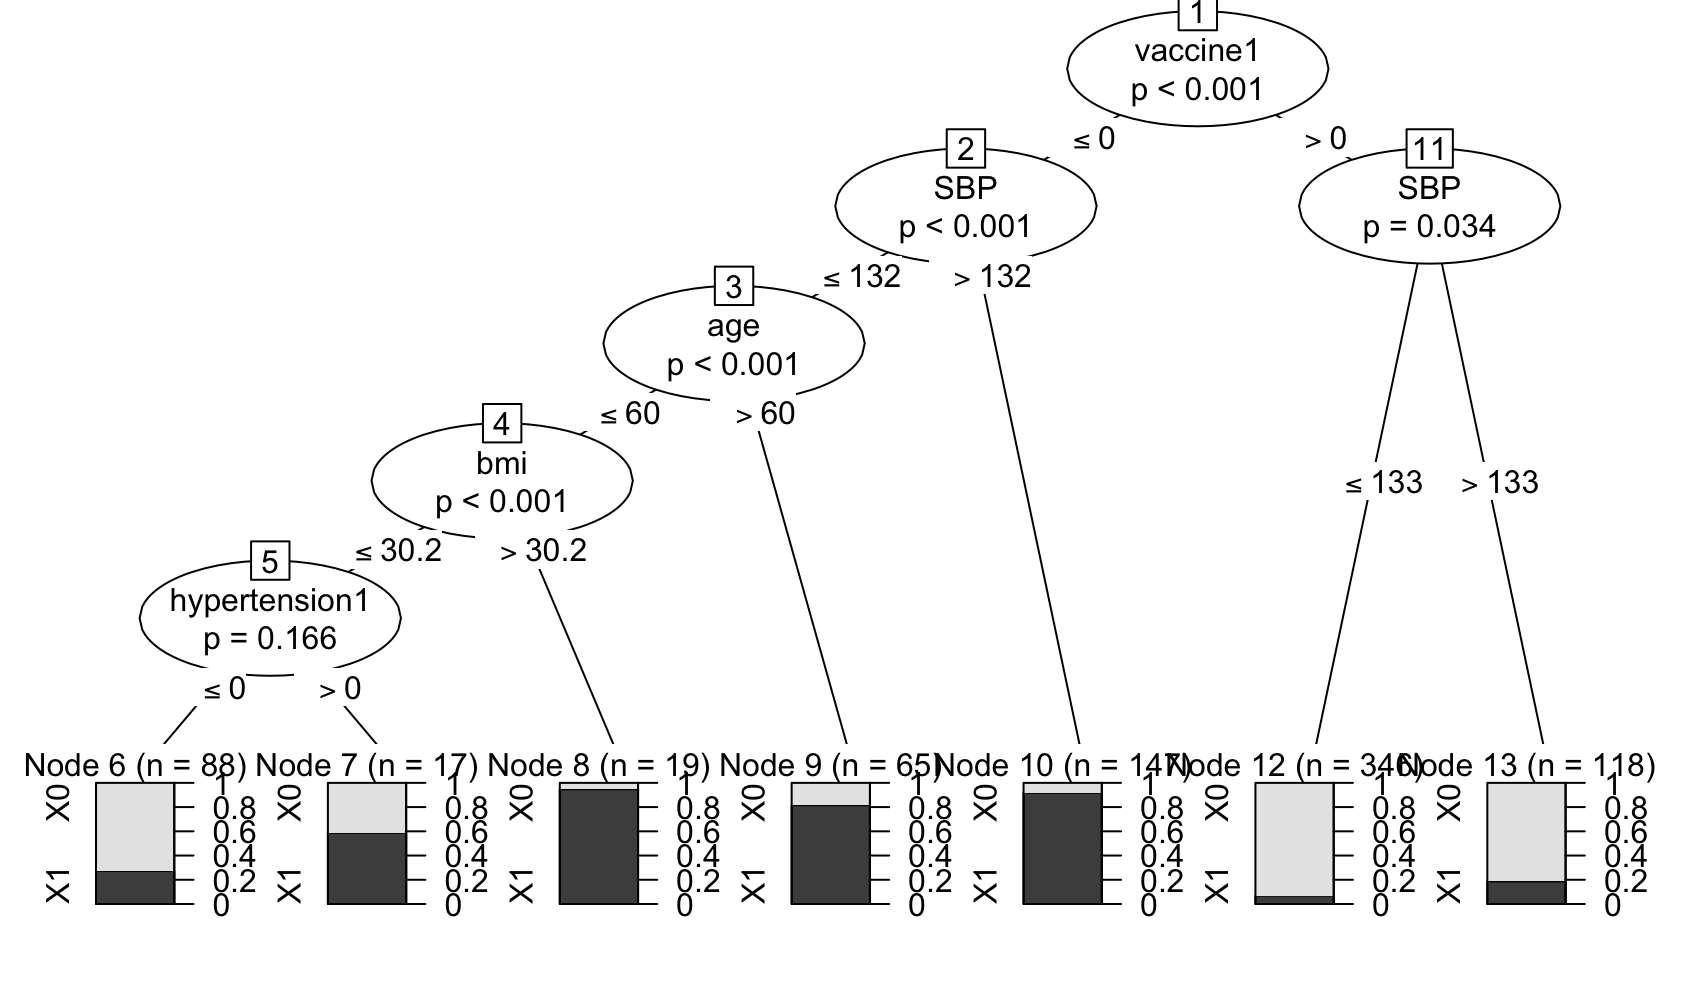 1
vaccine1
p < 0.001
≤ 0
> 0
2
SBP
p < 0.001
11
SBP
p = 0.034
≤ 132
> 132
3
age
p < 0.001
≤ 60
> 60
4
bmi
p < 0.001
≤ 133
> 133
≤ 30.2
> 30.2
5
hypertension1
p = 0.166
≤ 0
> 0
Node 6 (n = 88)
X0
X1
1
0.8
0.6
0.4
0.2
0
Node 7 (n = 17)
X0
X1
1
0.8
0.6
0.4
0.2
0
Node 8 (n = 19)
X0
X1
1
0.8
0.6
0.4
0.2
0
Node 9 (n = 65)
X0
X1
1
0.8
0.6
0.4
0.2
0
Node 10 (n = 147)
X0
X1
1
0.8
0.6
0.4
0.2
0
Node 12 (n = 346)
X0
X1
1
0.8
0.6
0.4
0.2
0
Node 13 (n = 118)
X0
X1
1
0.8
0.6
0.4
0.2
0